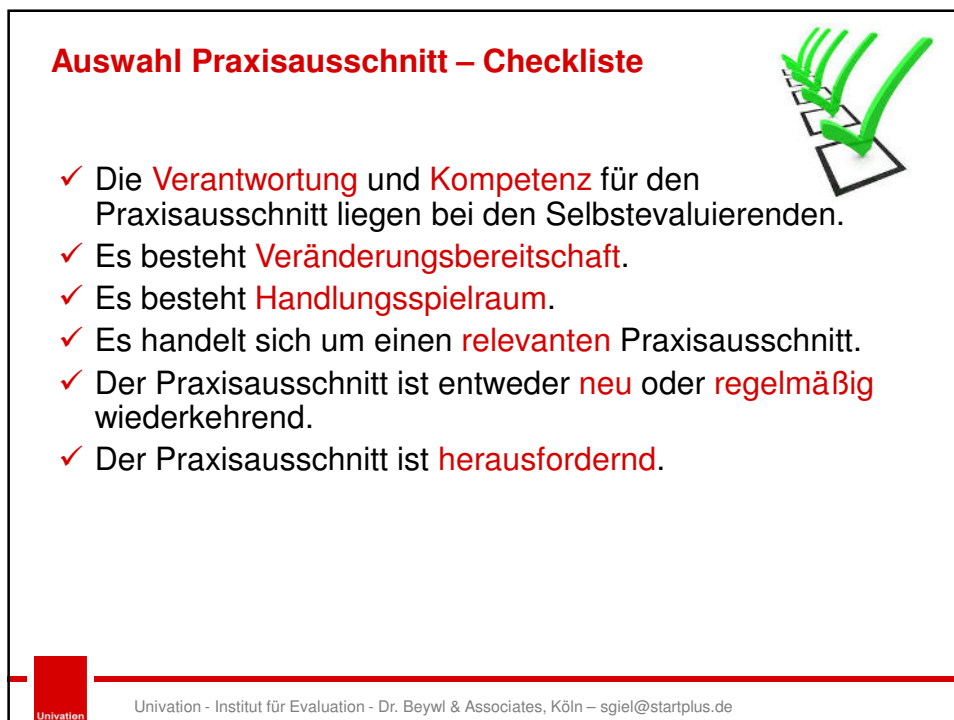 Auswahl Praxisausschnitt – Checkliste
✓ Die Verantwortung und Kompetenz für den
Praxisausschnitt liegen bei den Selbstevaluierenden.
✓ Es besteht Veränderungsbereitschaft.
✓ Es besteht Handlungsspielraum.
✓ Es handelt sich um einen relevanten Praxisausschnitt.
✓ Der Praxisausschnitt ist entweder neu oder regelmäßig
wiederkehrend.
✓ Der Praxisausschnitt ist herausfordernd.
Univation
Univation - Institut für Evaluation - Dr. Beywl & Associates, Köln – sgiel@startplus.de